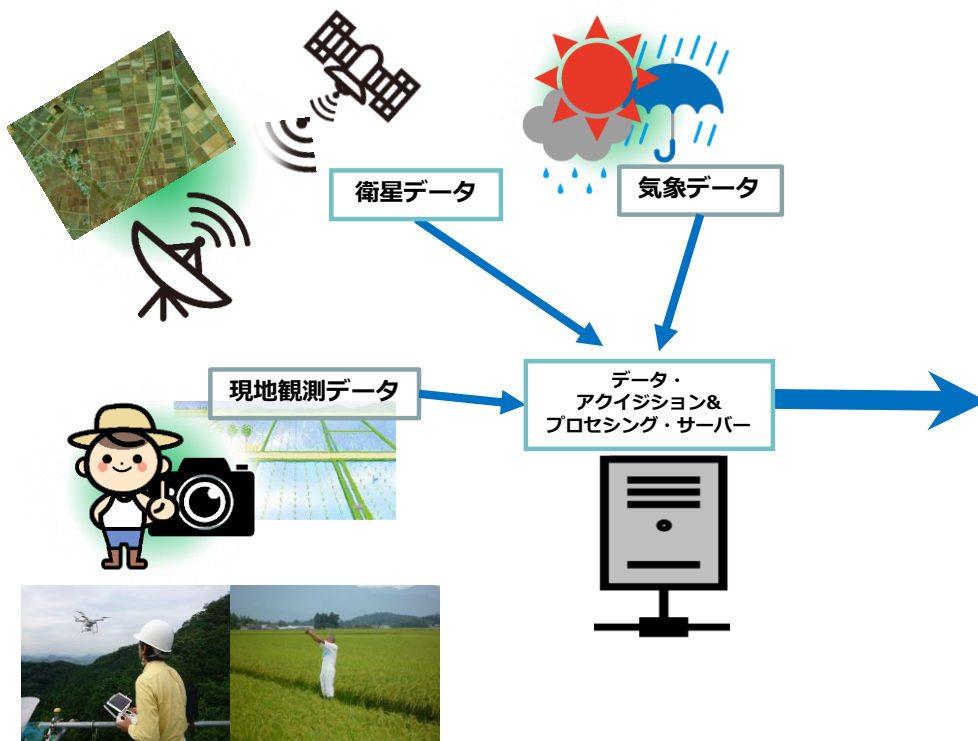 衛星データ
気象データ
現地観測データ
データ・
アクイジション&
プロセシング・サーバー